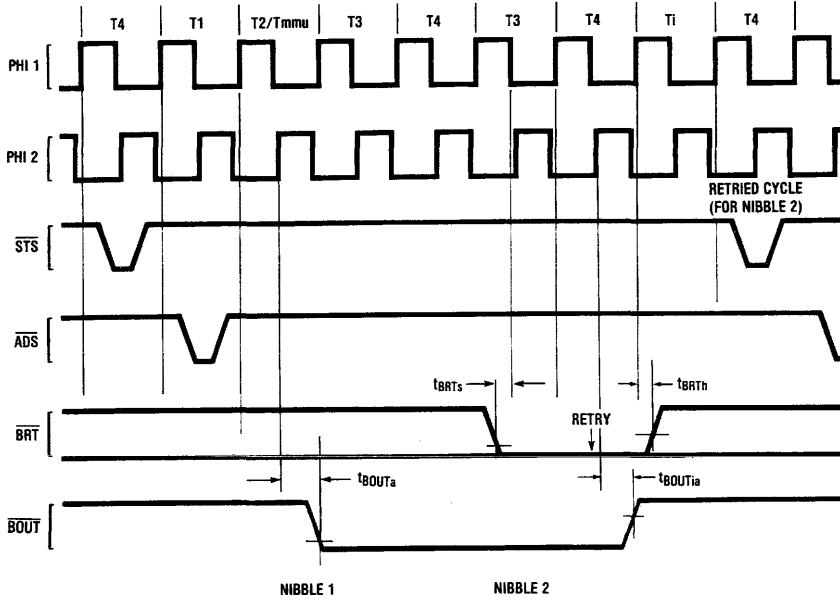 T4 T1 T2/Tmmu T3 T4 T3 T4 Ti T4
PHI 1
PHI 2
RETRIED CYCLE
(FOR NIBBLE 2)
STS
ADS
tBRTs
tBRTh
BRT
RETRY
tBOUTa
tBOUTia
BOUT
NIBBLE 1 NIBBLE 2